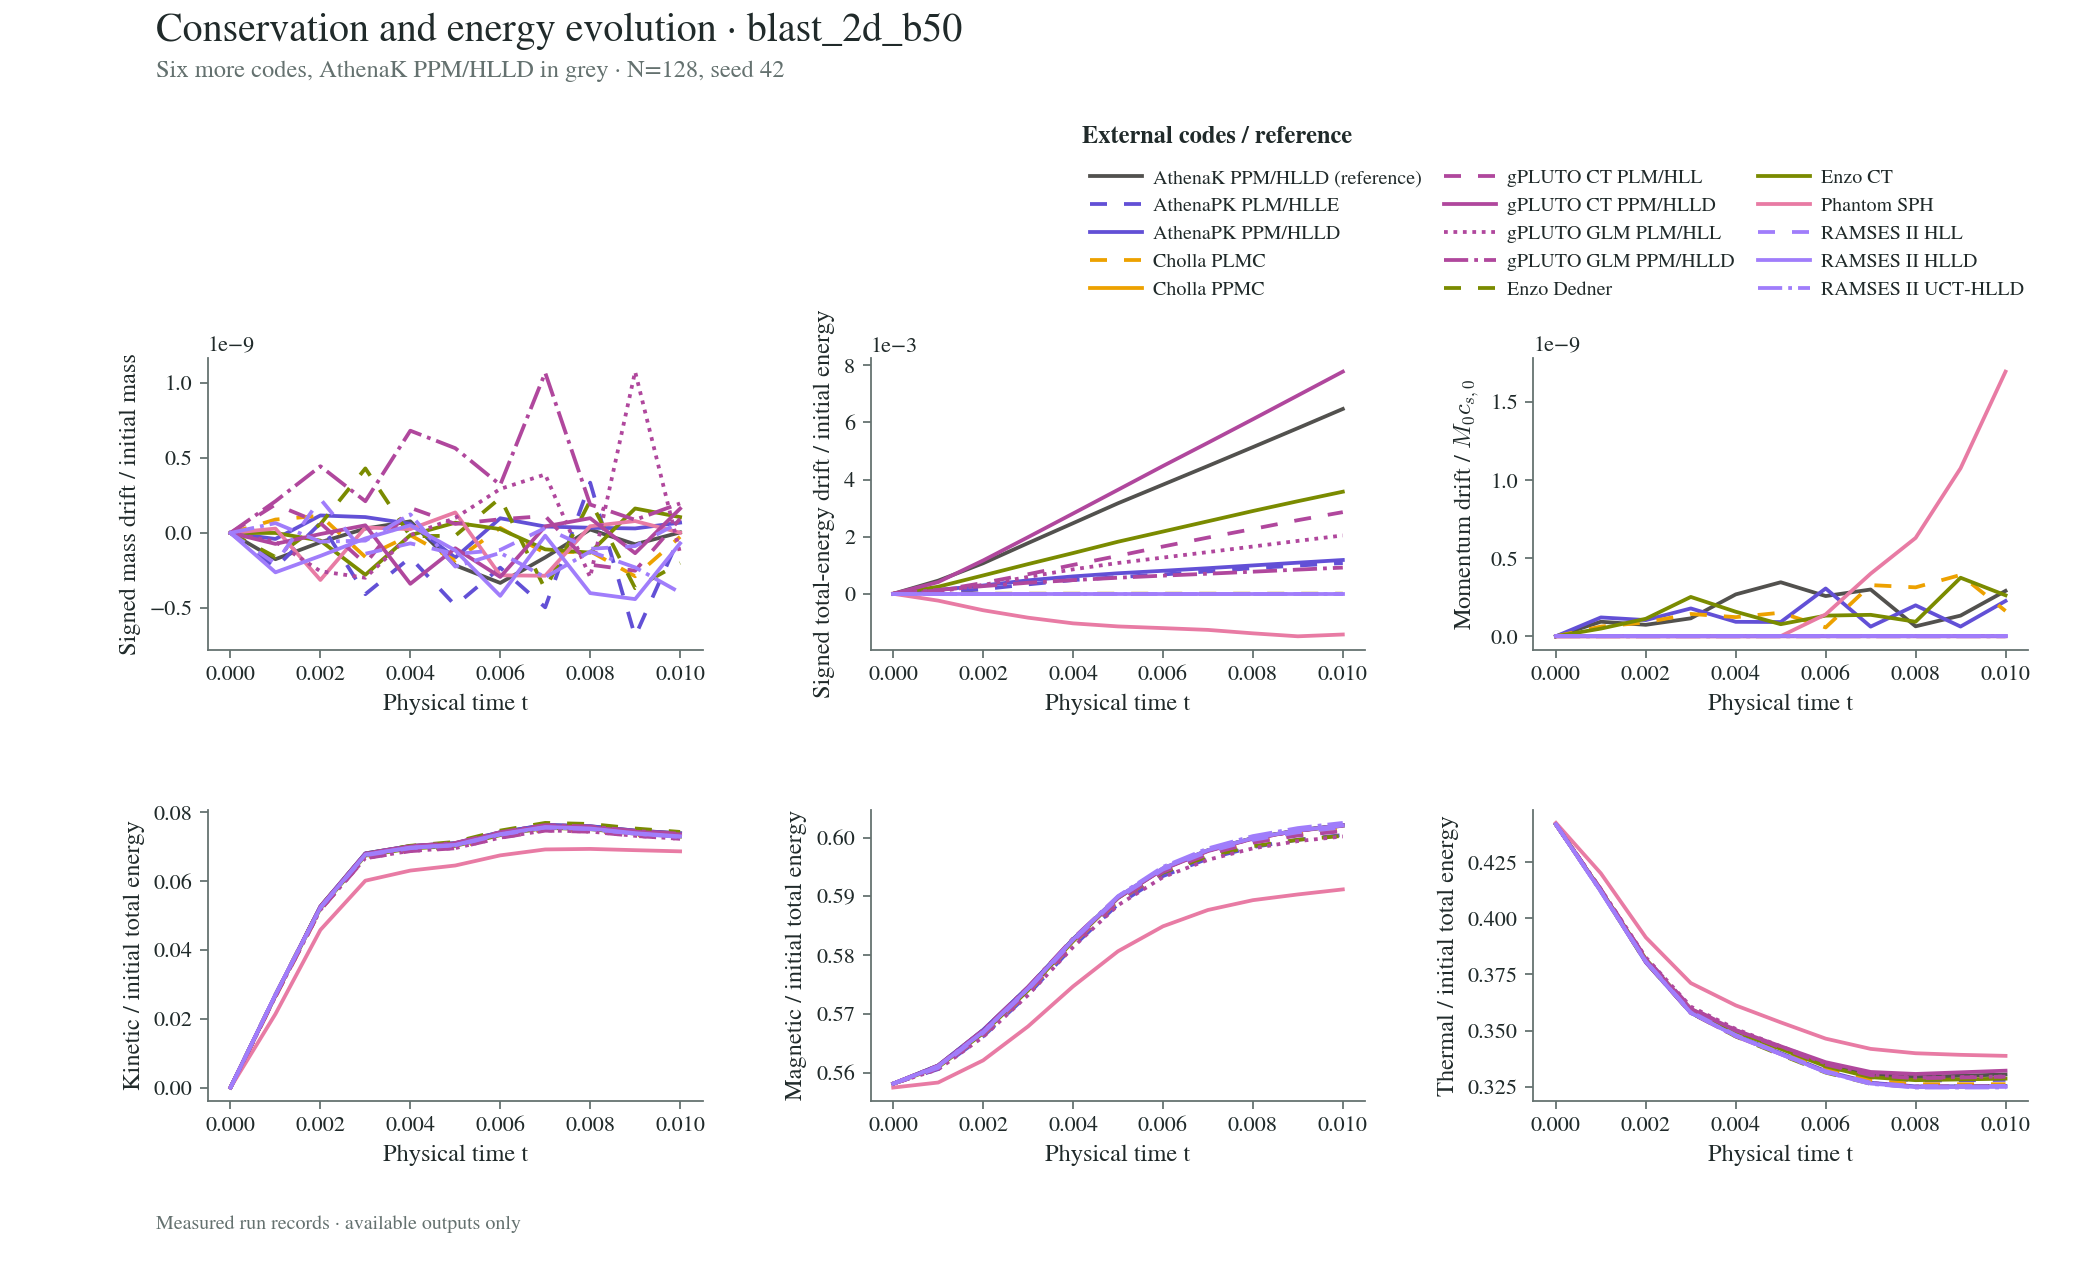 Conservation and energy evolution · blast_2d_b50
Six more codes, AthenaK PPM/HLLD in grey · N=128, seed 42
External codes / reference
AthenaK PPM/HLLD (reference)
AthenaPK PLM/HLLE
AthenaPK PPM/HLLD
Cholla PLMC
Cholla PPMC
gPLUTO CT PLM/HLL
gPLUTO CT PPM/HLLD
gPLUTO GLM PLM/HLL
gPLUTO GLM PPM/HLLD
Enzo Dedner
Enzo CT
Phantom SPH
RAMSES II HLL
RAMSES II HLLD
RAMSES II UCT-HLLD
Signed mass drift / initial mass
1e−9
1.0
0.5
0.0
−0.5
0.000 0.002 0.004 0.006 0.008 0.010
Physical time t
Signed total-energy drift / initial energy
1e−3
8
6
4
2
0
0.000 0.002 0.004 0.006 0.008 0.010
Physical time t
Momentum drift / M₀cₛ,₀
1e−9
1.5
1.0
0.5
0.0
0.000 0.002 0.004 0.006 0.008 0.010
Physical time t
Kinetic / initial total energy
0.08
0.06
0.04
0.02
0.00
0.000 0.002 0.004 0.006 0.008 0.010
Physical time t
Magnetic / initial total energy
0.60
0.59
0.58
0.57
0.56
0.000 0.002 0.004 0.006 0.008 0.010
Physical time t
Thermal / initial total energy
0.425
0.400
0.375
0.350
0.325
0.000 0.002 0.004 0.006 0.008 0.010
Physical time t
Measured run records · available outputs only